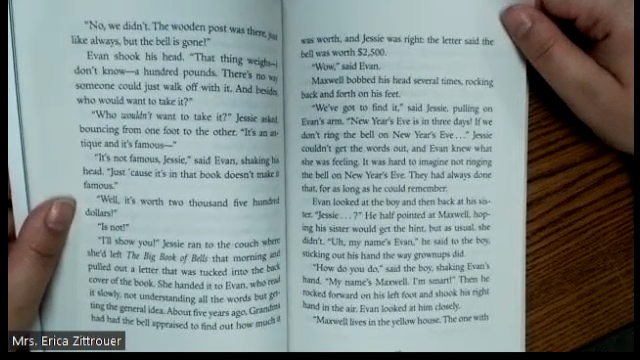 "No, we didn't. The wooden post was there, just
like always, but the bell is gone!"
Evan shook his head. "That thing weighs—I
don't know—a hundred pounds. There's no way
someone could just walk off with it. And besides,
who would want to take it?"
"Who wouldn't want to take it?" Jessie asked,
bouncing from one foot to the other. "It's an an-
tique and it's famous—"
"It's not famous, Jessie," said Evan, shaking his
head. "Just 'cause it's in that book doesn't make it
famous."
"Well, it's worth two thousand five hundred
dollars!"
"Is not!"
"I'll show you!" Jessie ran to the couch where
she'd left The Big Book of Bells that morning and
pulled out a letter that was tucked into the back
cover of the book. She handed it to Evan, who read
it slowly, not understanding all the words but get-
ting the general idea. About five years ago, Grandma
had had the bell appraised to find out how much it
was worth, and Jessie was right: the letter said the
bell was worth $2,500.
"Wow," said Evan.
Maxwell bobbed his head several times, rocking
back and forth on his feet.
"We've got to find it," said Jessie, pulling on
Evan's arm. "New Year's Eve is in three days! If we
don't ring the bell on New Year's Eve . . ." Jessie
couldn't get the words out, and Evan knew what
she was feeling. It was hard to imagine not ringing
the bell on New Year's Eve. They had always done
that, for as long as he could remember.
Evan looked at the boy and then back at his sis-
ter. "Jessie . . . ?" He half pointed at Maxwell, hop-
ing his sister would get the hint, but as usual, she
didn't. "Uh, my name's Evan," he said to the boy,
sticking out his hand the way grownups did.
"How do you do," said the boy, shaking Evan's
hand. "My name's Maxwell. I'm smart!" Then he
rocked forward on his left foot and shook his right
hand in the air. Evan looked at him closely.
"Maxwell lives in the yellow house. The one with
Mrs. Erica Zittrouer